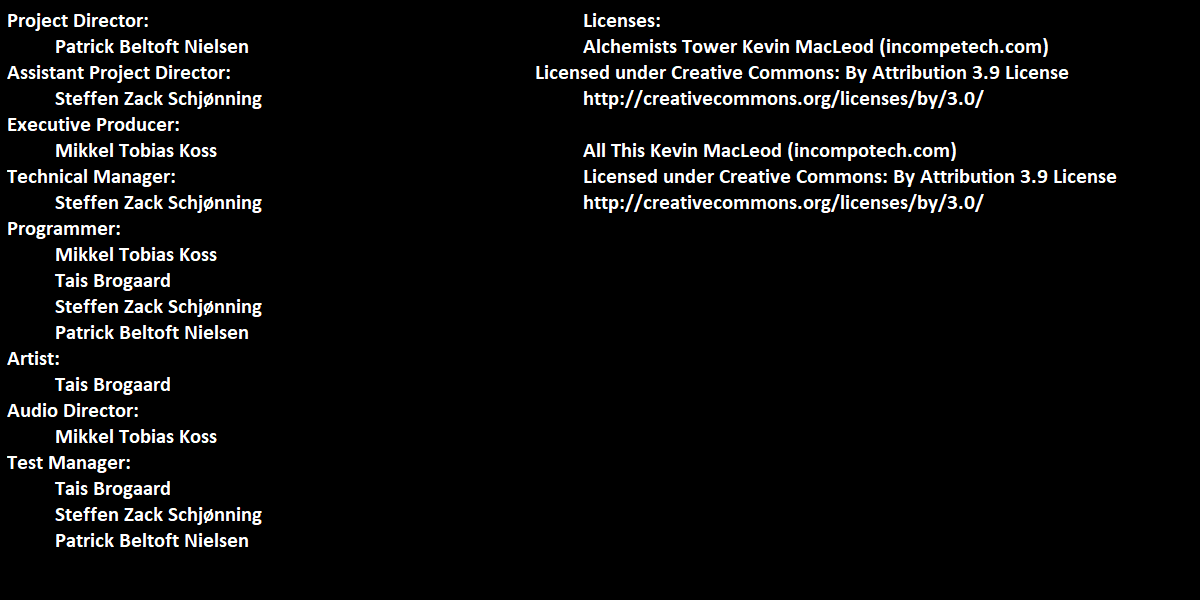 Project Director:
Patrick Beltoft Nielsen
Assistant Project Director:
Steffen Zack Schjønning
Executive Producer:
Mikkel Tobias Koss
Technical Manager:
Steffen Zack Schjønning
Programmer:
Mikkel Tobias Koss
Tais Brogaard
Steffen Zack Schjønning
Patrick Beltoft Nielsen
Artist:
Tais Brogaard
Audio Director:
Mikkel Tobias Koss
Test Manager:
Tais Brogaard
Steffen Zack Schjønning
Patrick Beltoft Nielsen
Licenses:
Alchemists Tower Kevin MacLeod (incompetech.com)
Licensed under Creative Commons: By Attribution 3.9 License
http://creativecommons.org/licenses/by/3.0/
All This Kevin MacLeod (incompotech.com)
Licensed under Creative Commons: By Attribution 3.9 License
http://creativecommons.org/licenses/by/3.0/